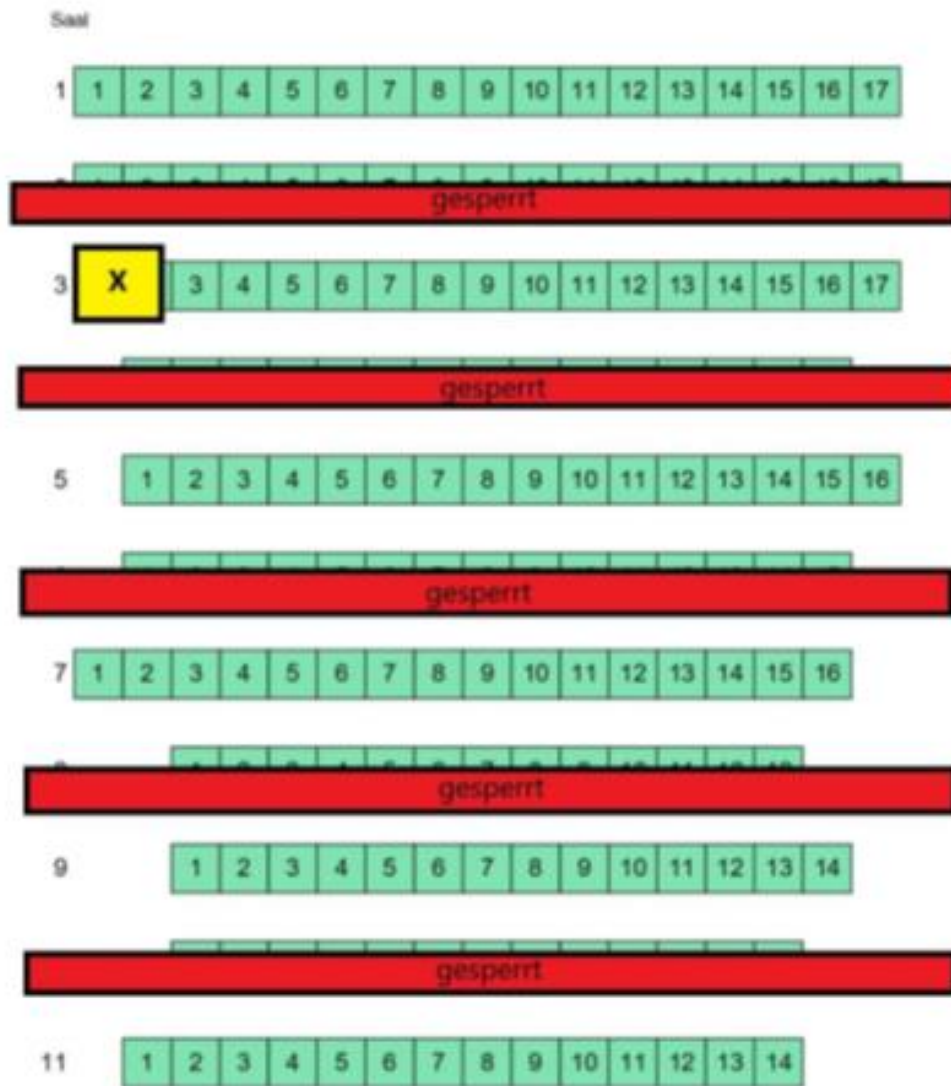 Saal
1 1 2 3 4 5 6 7 8 9 10 11 12 13 14 15 16 17
gesperrt
3 X 3 4 5 6 7 8 9 10 11 12 13 14 15 16 17
gesperrt
5 1 2 3 4 5 6 7 8 9 10 11 12 13 14 15 16
gesperrt
7 1 2 3 4 5 6 7 8 9 10 11 12 13 14 15 16
gesperrt
9 1 2 3 4 5 6 7 8 9 10 11 12 13 14
gesperrt
11 1 2 3 4 5 6 7 8 9 10 11 12 13 14